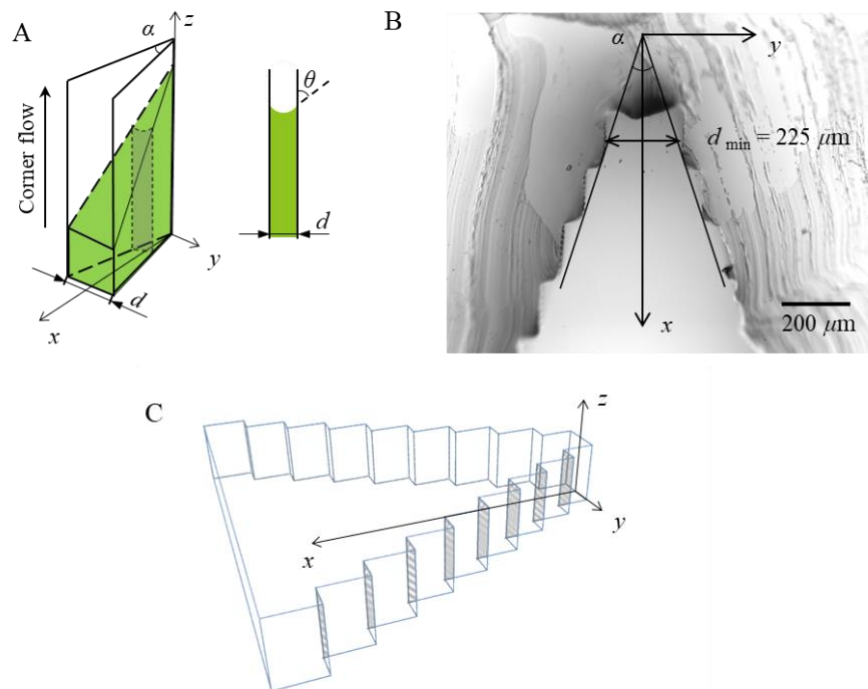 A
z
α
Corner flow
θ
d
y
d
x
B
α
y
d min = 225 μm
x
200 μm
C
z
y
x